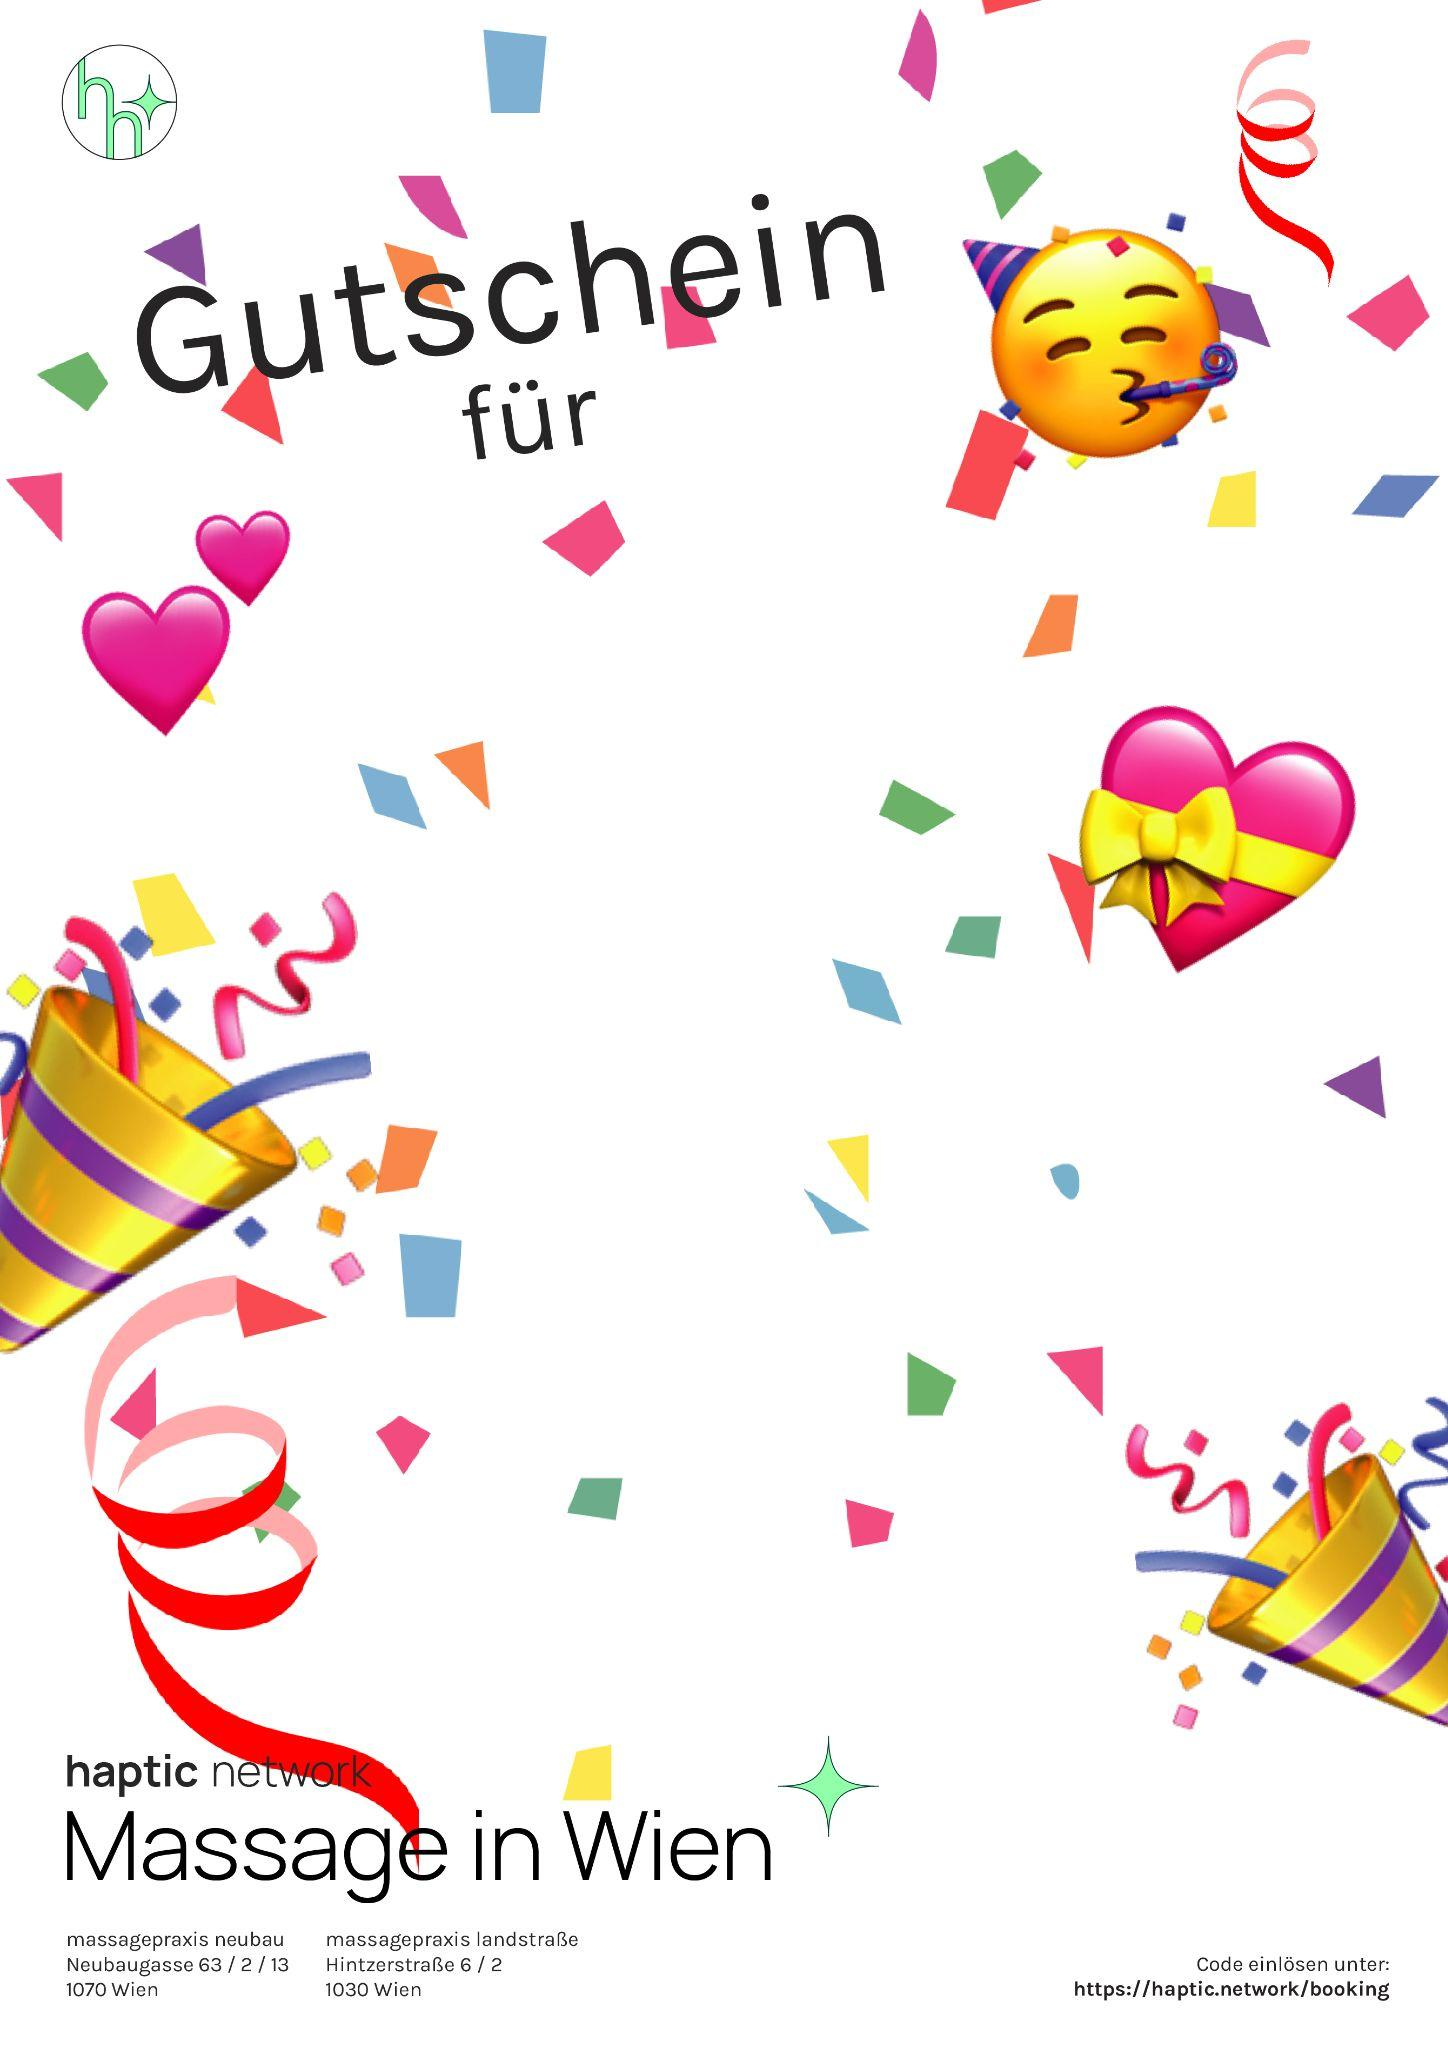 hh
Gutschein
für
haptic network
Massage in Wien
massagepraxis neubau
Neubaugasse 63 / 2 / 13
1070 Wien
massagepraxis landstraße
Hintzerstraße 6 / 2
1030 Wien
Code einlösen unter:
https://haptic.network/booking